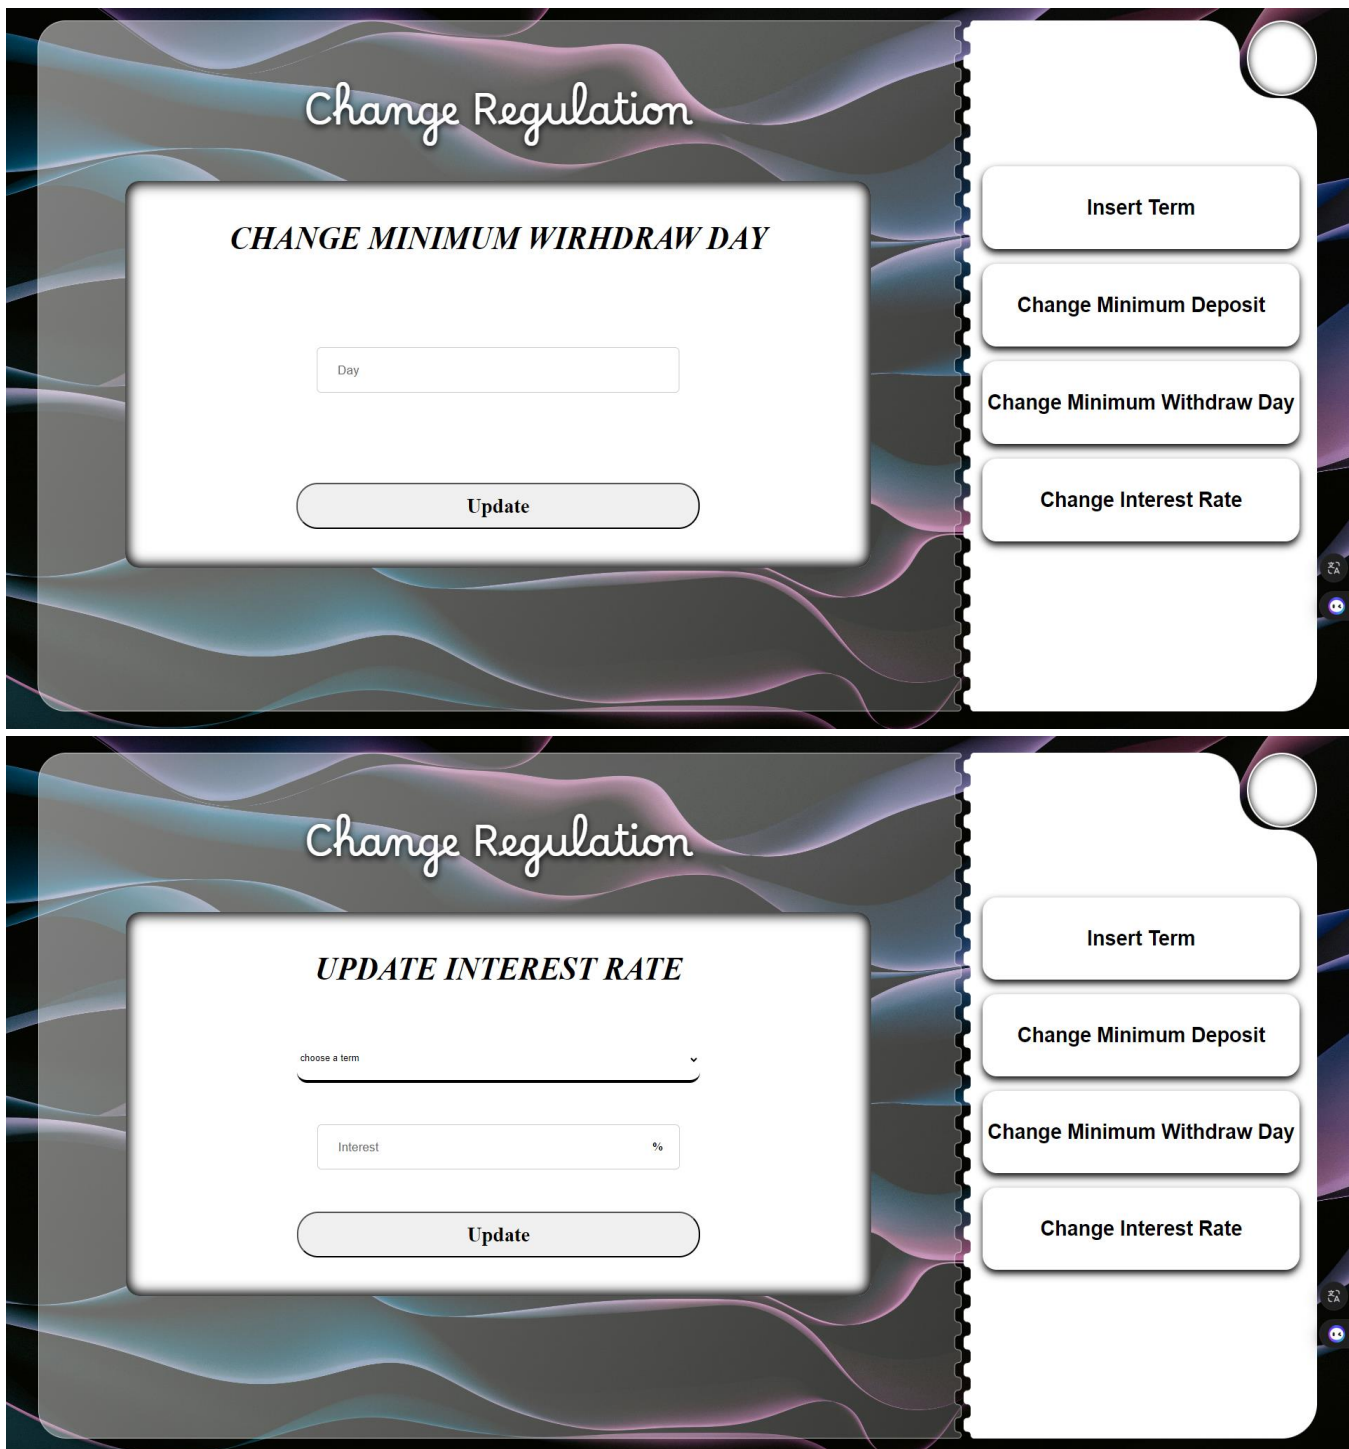 Change Regulation
CHANGE MINIMUM WIRHDRAW DAY
Day
Update
Insert Term
Change Minimum Deposit
Change Minimum Withdraw Day
Change Interest Rate
Change Regulation
UPDATE INTEREST RATE
choose a term
Interest %
Update
Insert Term
Change Minimum Deposit
Change Minimum Withdraw Day
Change Interest Rate